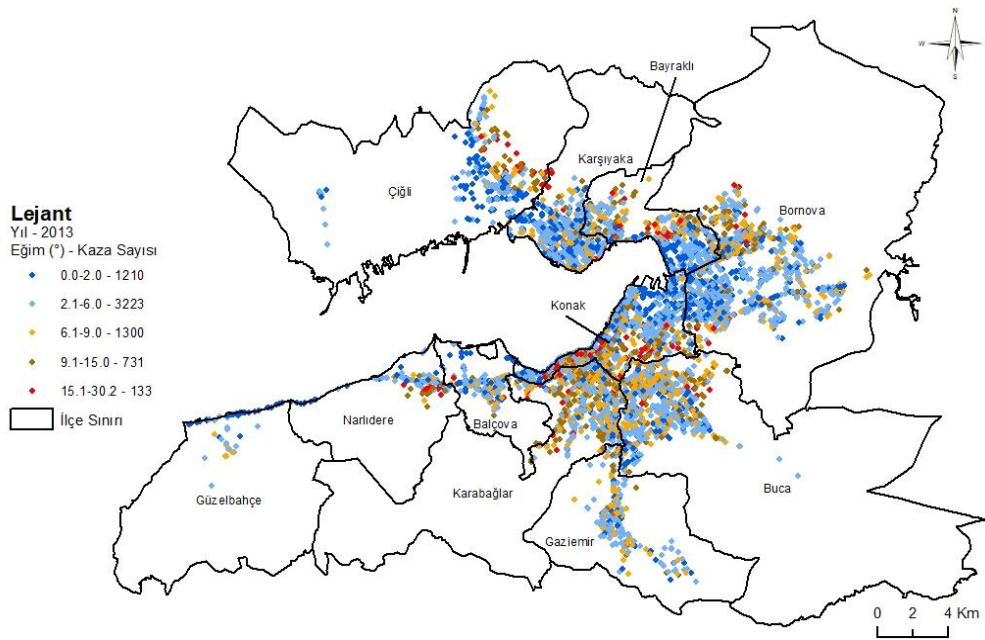 N
W
E
S
Bayraklı
Karşıyaka
Çiğli
Bornova
Lejant
Yıl - 2013
Eğim (°) - Kaza Sayısı
0.0-2.0 - 1210
2.1-6.0 - 3223
6.1-9.0 - 1300
9.1-15.0 - 731
15.1-30.2 - 133
İlçe Sınırı
Konak
Narlıdere
Balçova
Güzelbahçe
Karabağlar
Buca
Gaziemir
0 2 4 Km